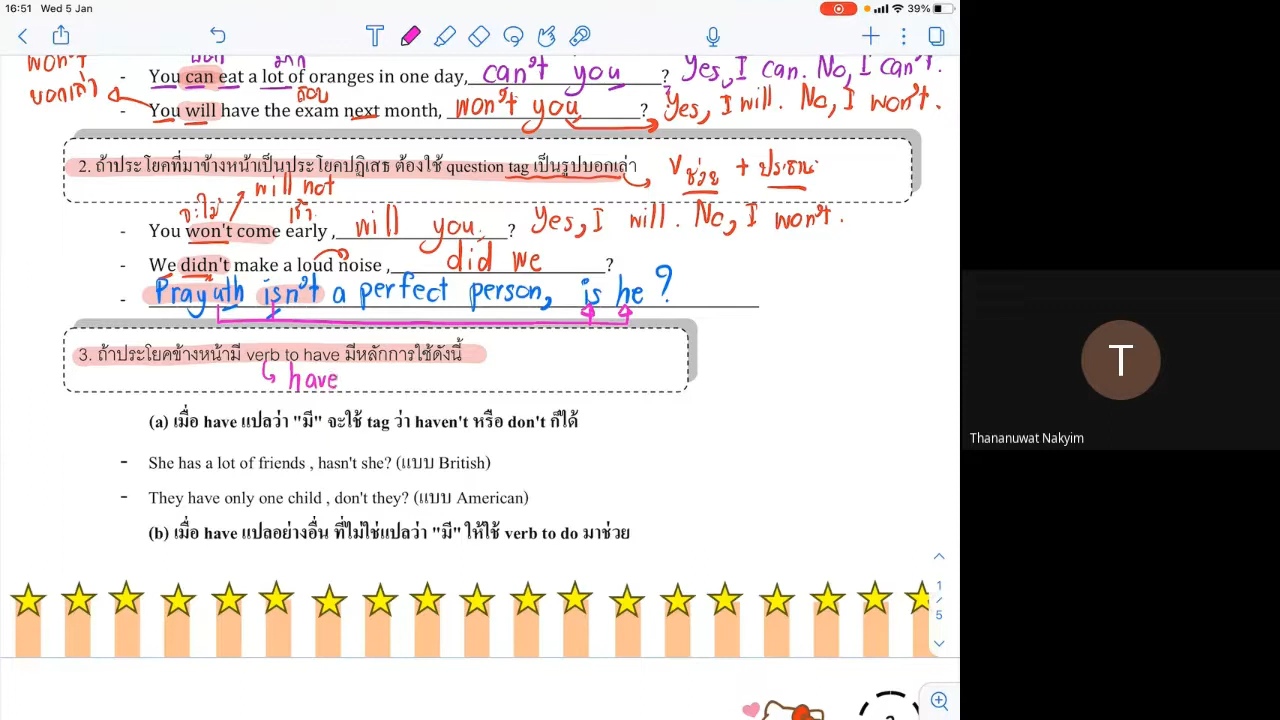 16:51 Wed 5 Jan 39%
won't
บอกเล่า
- You can eat a lot of oranges in one day, can't you ? Yes, I can. No, I can't.
สอบ
- You will have the exam next month, won't you ? Yes, I will. No, I won't.
2. ถ้าประโยคที่มาข้างหน้าเป็นประโยคปฏิเสธ ต้องใช้ question tag เป็นรูปบอกเล่า
V ช่วย + ประธาน
will not
จะไม่ เช้า
- You won't come early , will you ? Yes, I will. No, I won't.
- We didn't make a loud noise , did we ?
- Prayuth isn't a perfect person, is he ?
3. ถ้าประโยคข้างหน้ามี verb to have มีหลักการใช้ดังนี้
have
(a) เมื่อ have แปลว่า "มี" จะใช้ tag ว่า haven't หรือ don't ก็ได้
- She has a lot of friends , hasn't she? (แบบ British)
- They have only one child , don't they? (แบบ American)
(b) เมื่อ have แปลอย่างอื่น ที่ไม่ใช่แปลว่า "มี" ให้ใช้ verb to do มาช่วย
1
5
T
Thananuwat Nakyim